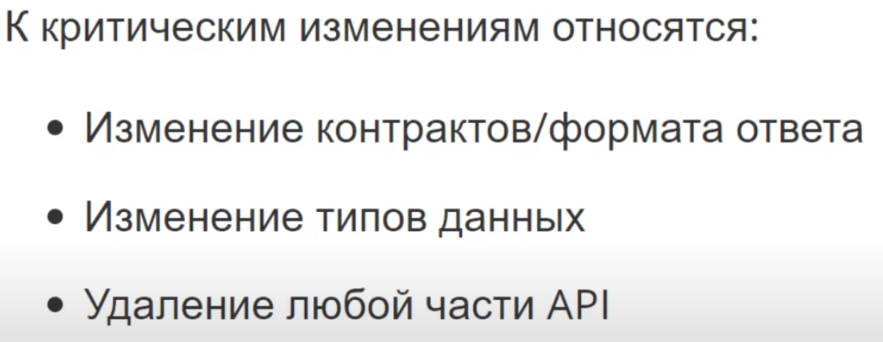 К критическим изменениям относятся:
• Изменение контрактов/формата ответа
• Изменение типов данных
• Удаление любой части API